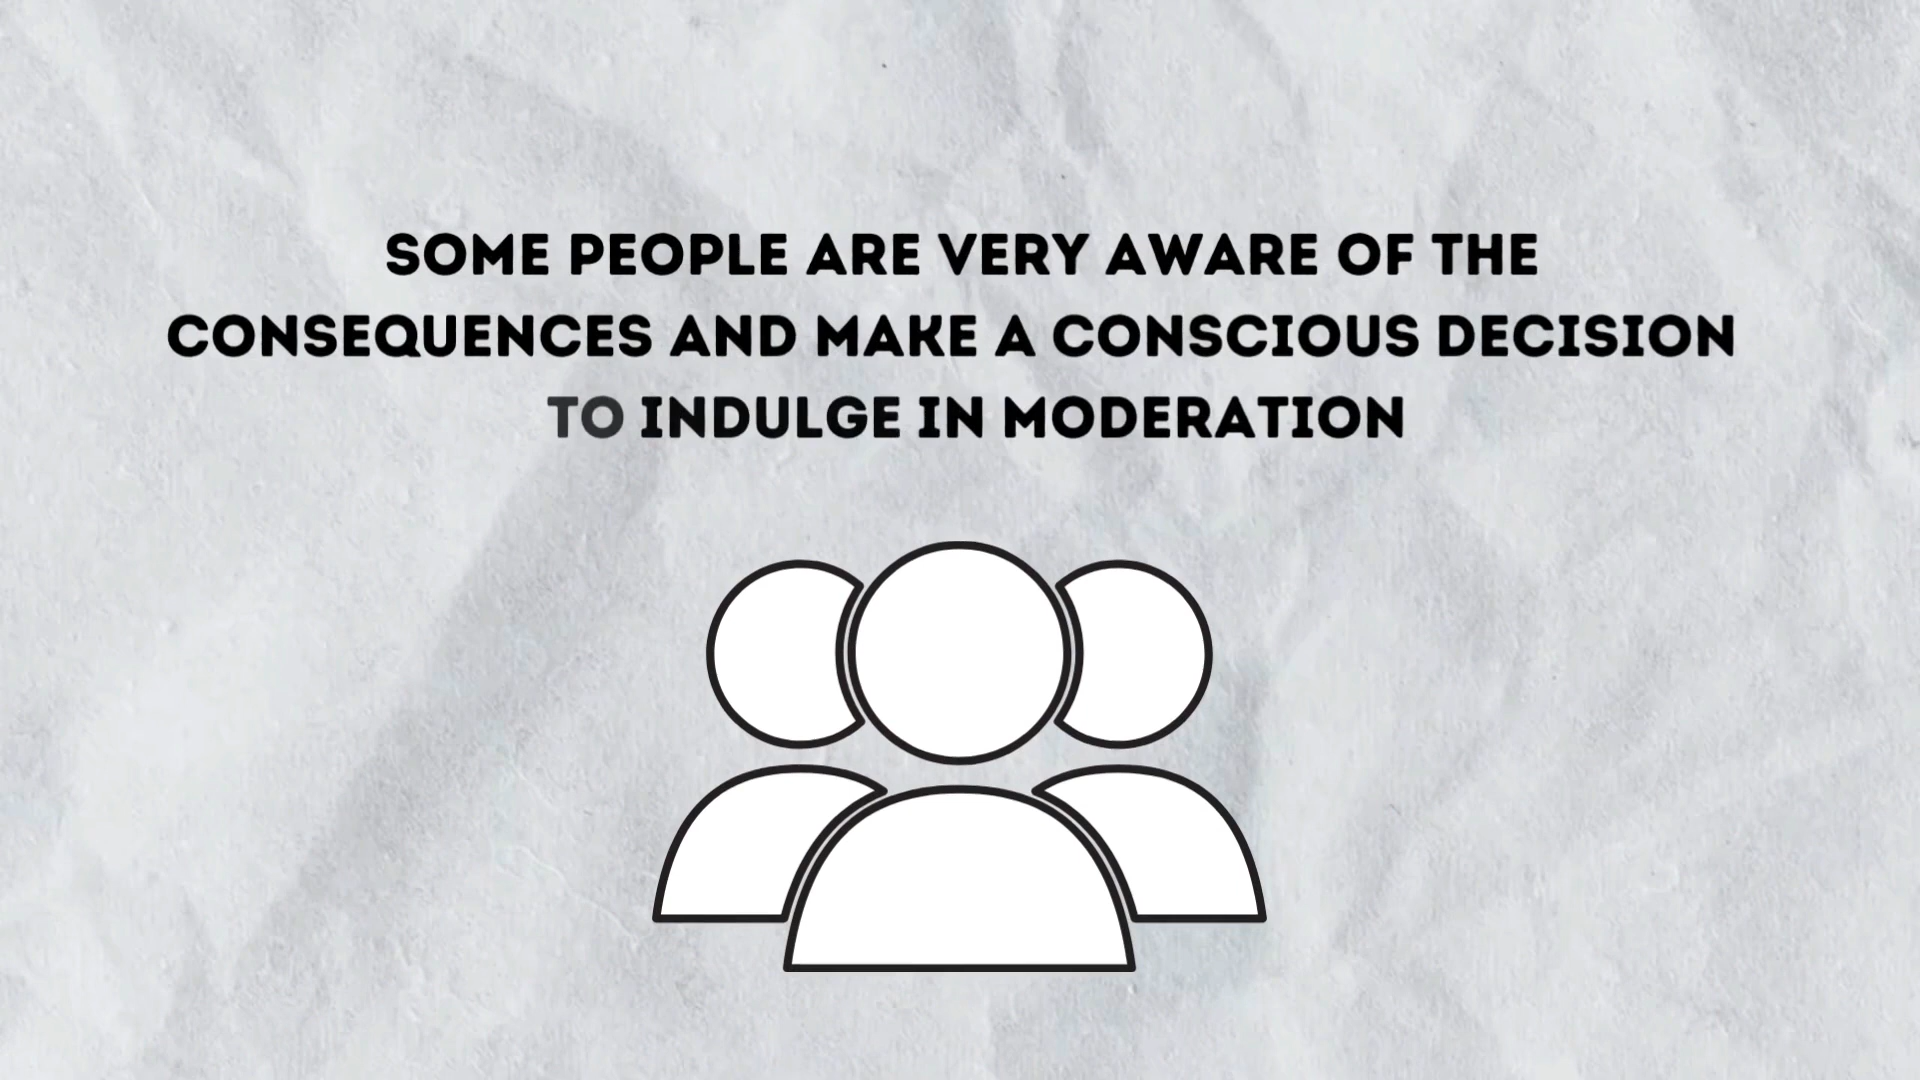 SOME PEOPLE ARE VERY AWARE OF THE
CONSEQUENCES AND MAKE A CONSCIOUS DECISION
TO INDULGE IN MODERATION